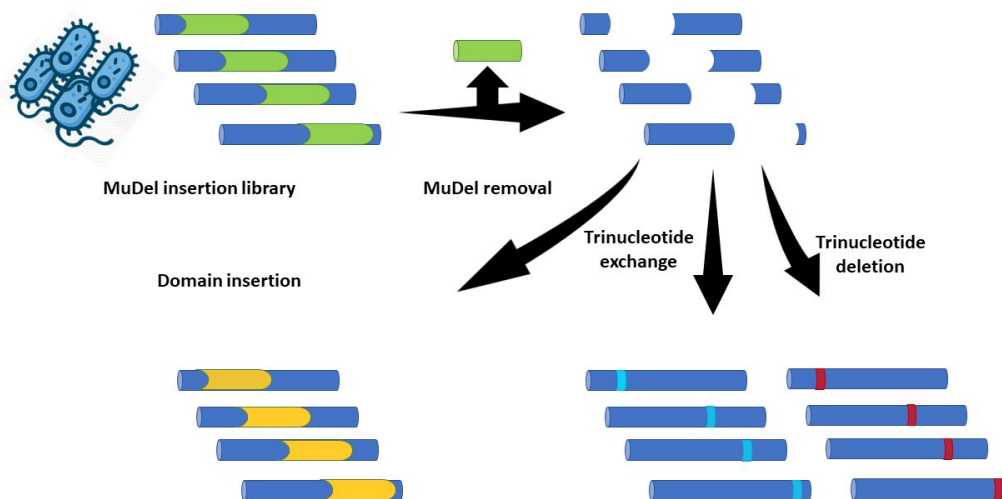 MuDel insertion library
MuDel removal
Trinucleotide
exchange
Trinucleotide
deletion
Domain insertion